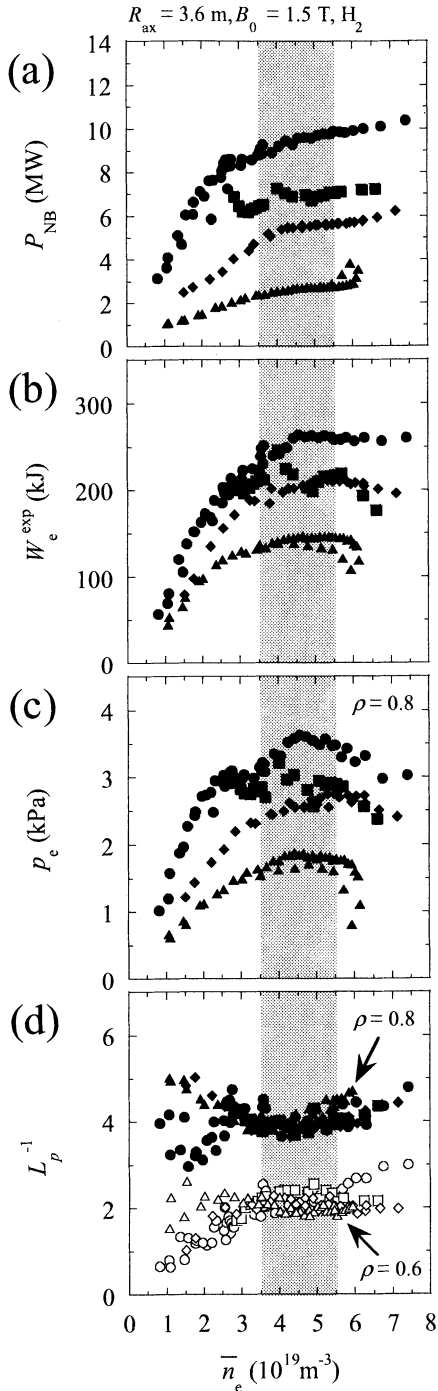 R_ax = 3.6 m, B_0 = 1.5 T, H_2
(a)
P_NB (MW)
14
12
10
8
6
4
2
0
(b)
W_e^exp (kJ)
300
200
100
0
(c)
p_e (kPa)
ρ = 0.8
4
3
2
1
0
(d)
L_p^-1
ρ = 0.8
ρ = 0.6
6
4
2
0
0 1 2 3 4 5 6 7 8
n̅_e (10^19 m^-3)